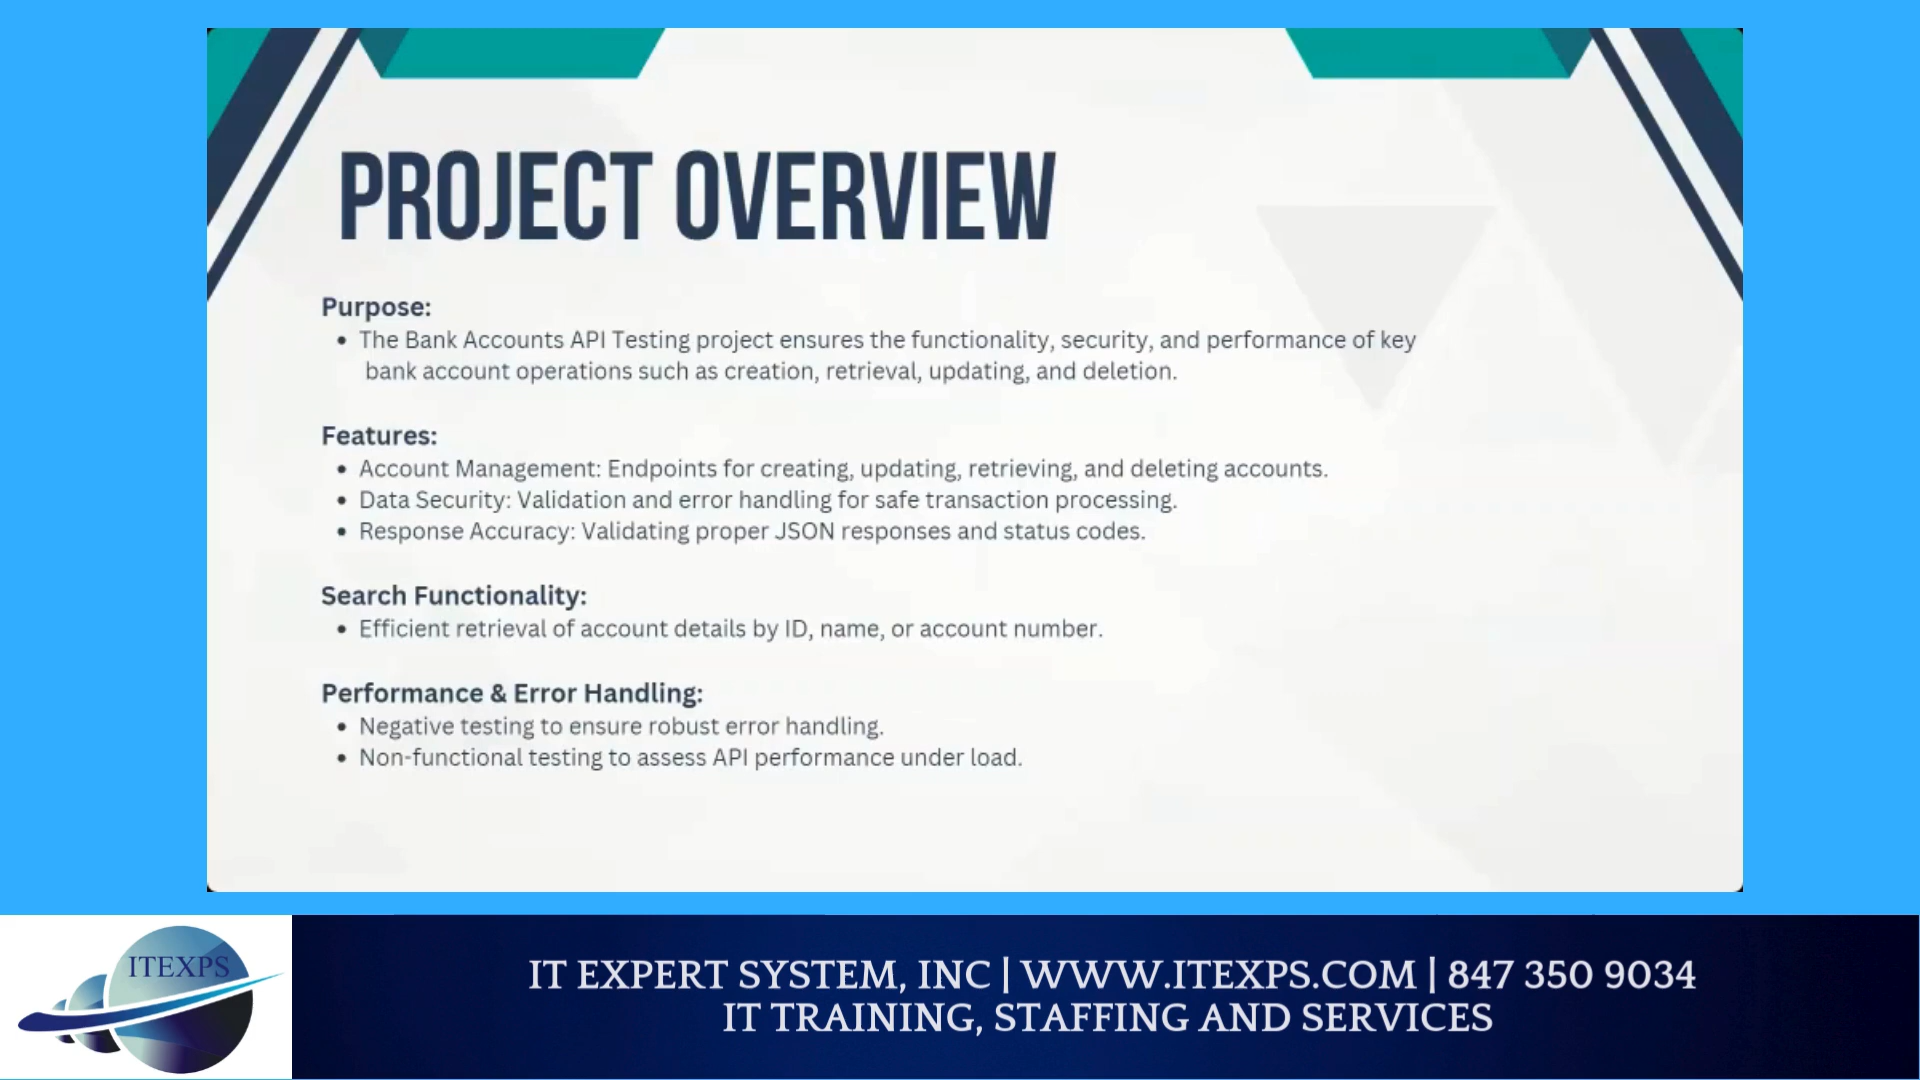 PROJECT OVERVIEW
Purpose:
• The Bank Accounts API Testing project ensures the functionality, security, and performance of key
bank account operations such as creation, retrieval, updating, and deletion.
Features:
• Account Management: Endpoints for creating, updating, retrieving, and deleting accounts.
• Data Security: Validation and error handling for safe transaction processing.
• Response Accuracy: Validating proper JSON responses and status codes.
Search Functionality:
• Efficient retrieval of account details by ID, name, or account number.
Performance & Error Handling:
• Negative testing to ensure robust error handling.
• Non-functional testing to assess API performance under load.
ITEXPS
IT EXPERT SYSTEM, INC | WWW.ITEXPS.COM | 847 350 9034
IT TRAINING, STAFFING AND SERVICES